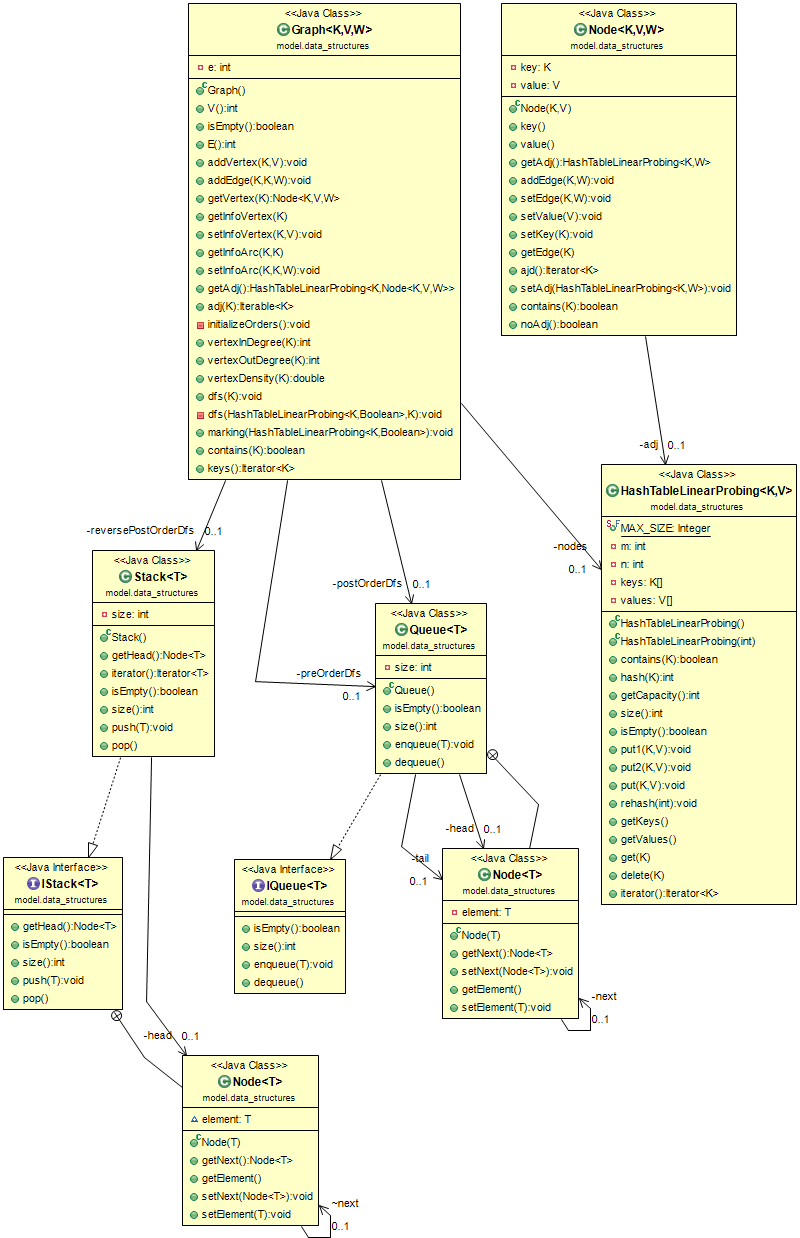 <<Java Class>>
Graph<K,V,W>
model.data_structures
e: int
Graph()
V():int
isEmpty():boolean
E():int
addVertex(K,V):void
addEdge(K,K,W):void
getVertex(K):Node<K,V,W>
getInfoVertex(K)
setInfoVertex(K,V):void
getInfoArc(K,K)
setInfoArc(K,K,W):void
getAdj():HashTableLinearProbing<K,Node<K,V,W>>
adj(K):Iterable<K>
initializeOrders():void
vertexInDegree(K):int
vertexOutDegree(K):int
vertexDensity(K):double
dfs(K):void
dfs(HashTableLinearProbing<K,Boolean>,K):void
marking(HashTableLinearProbing<K,Boolean>):void
contains(K):boolean
keys():Iterator<K>
<<Java Class>>
Node<K,V,W>
model.data_structures
key: K
value: V
Node(K,V)
key()
value()
getAdj():HashTableLinearProbing<K,W>
addEdge(K,W):void
setEdge(K,W):void
setValue(V):void
setKey(K):void
getEdge(K)
ajd():Iterator<K>
setAdj(HashTableLinearProbing<K,W>):void
contains(K):boolean
noAdj():boolean
-adj 0..1
<<Java Class>>
HashTableLinearProbing<K,V>
model.data_structures
MAX_SIZE: Integer
m: int
n: int
keys: K[]
values: V[]
HashTableLinearProbing()
HashTableLinearProbing(int)
contains(K):boolean
hash(K):int
getCapacity():int
size():int
isEmpty():boolean
put1(K,V):void
put2(K,V):void
put(K,V):void
rehash(int):void
getKeys()
getValues()
get(K)
delete(K)
iterator():Iterator<K>
-nodes
0..1
-reversePostOrderDfs 0..1
<<Java Class>>
Stack<T>
model.data_structures
size: int
Stack()
getHead():Node<T>
iterator():Iterator<T>
isEmpty():boolean
size():int
push(T):void
pop()
-preOrderDfs
0..1
-postOrderDfs 0..1
<<Java Class>>
Queue<T>
model.data_structures
size: int
Queue()
isEmpty():boolean
size():int
enqueue(T):void
dequeue()
<<Java Interface>>
IStack<T>
model.data_structures
getHead():Node<T>
isEmpty():boolean
size():int
push(T):void
pop()
<<Java Interface>>
IQueue<T>
model.data_structures
isEmpty():boolean
size():int
enqueue(T):void
dequeue()
-head 0..1
-tail
0..1
<<Java Class>>
Node<T>
model.data_structures
element: T
Node(T)
getNext():Node<T>
setNext(Node<T>):void
getElement()
setElement(T):void
-next
0..1
-head 0..1
<<Java Class>>
Node<T>
model.data_structures
element: T
Node(T)
getNext():Node<T>
getElement()
setNext(Node<T>):void
setElement(T):void
~next
0..1